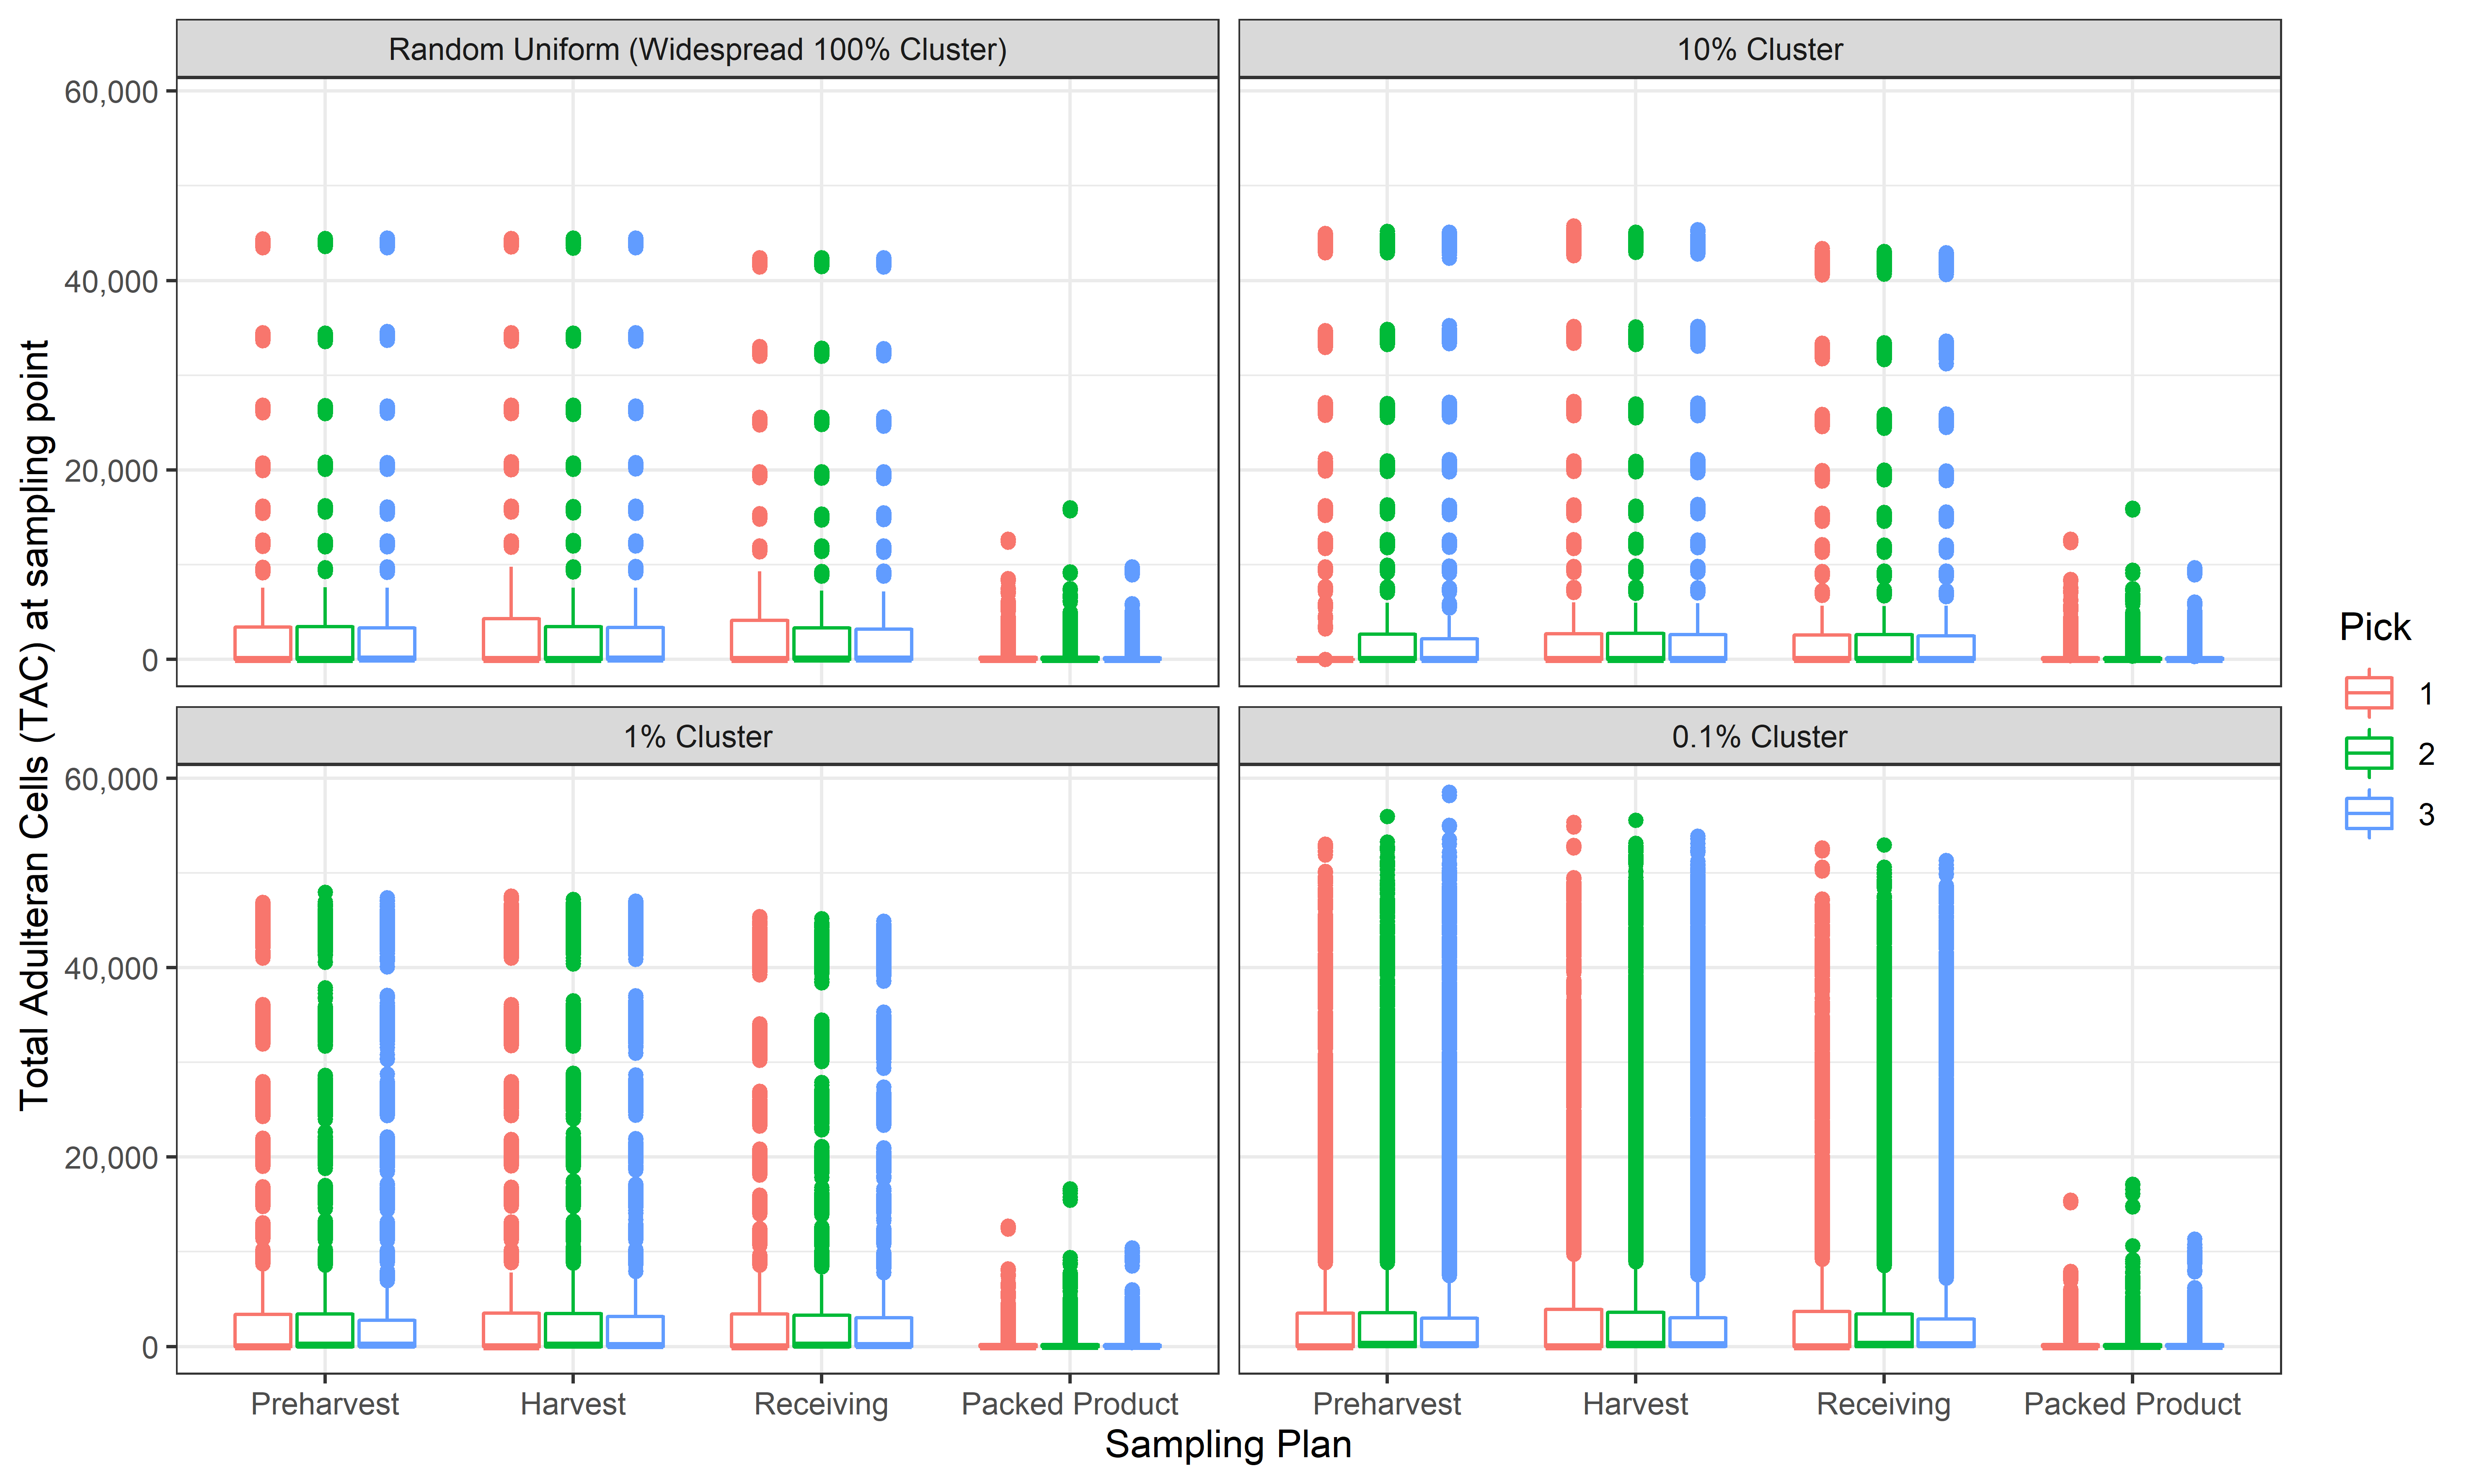 Random Uniform (Widespread 100% Cluster)
10% Cluster
60,000
40,000
20,000
0
1% Cluster
0.1% Cluster
60,000
40,000
20,000
0
Total Adulteran Cells (TAC) at sampling point
Preharvest
Harvest
Receiving
Packed Product
Preharvest
Harvest
Receiving
Packed Product
Sampling Plan
Pick
1
2
3